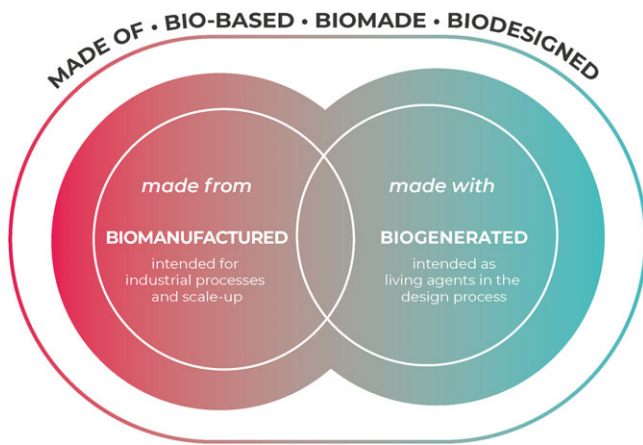 MADE OF • BIO-BASED • BIOMADE • BIODESIGNED
made from
BIOMANUFACTURED
intended for
industrial processes
and scale-up
made with
BIOGENERATED
intended as
living agents in the
design process